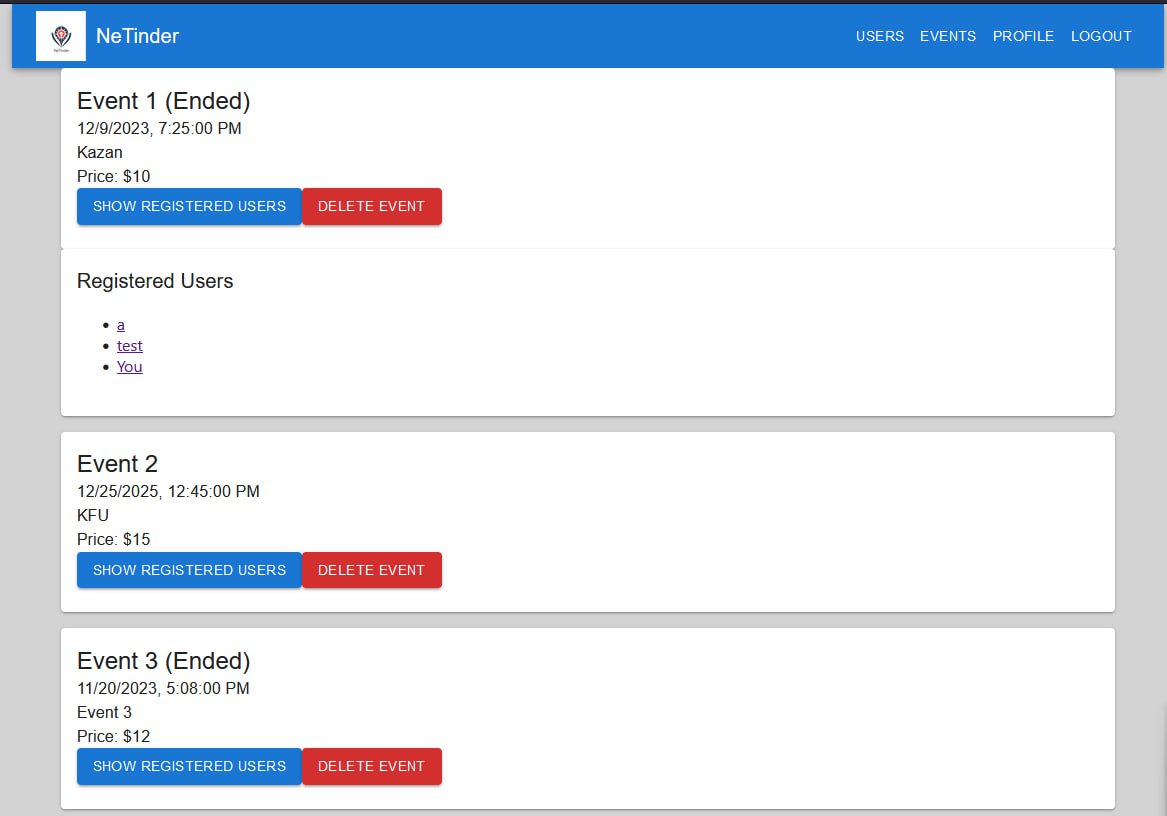 NeTinder
NeTinder USERS EVENTS PROFILE LOGOUT
Event 1 (Ended)
12/9/2023, 7:25:00 PM
Kazan
Price: $10
SHOW REGISTERED USERS DELETE EVENT
Registered Users
a
test
You
Event 2
12/25/2025, 12:45:00 PM
KFU
Price: $15
SHOW REGISTERED USERS DELETE EVENT
Event 3 (Ended)
11/20/2023, 5:08:00 PM
Event 3
Price: $12
SHOW REGISTERED USERS DELETE EVENT